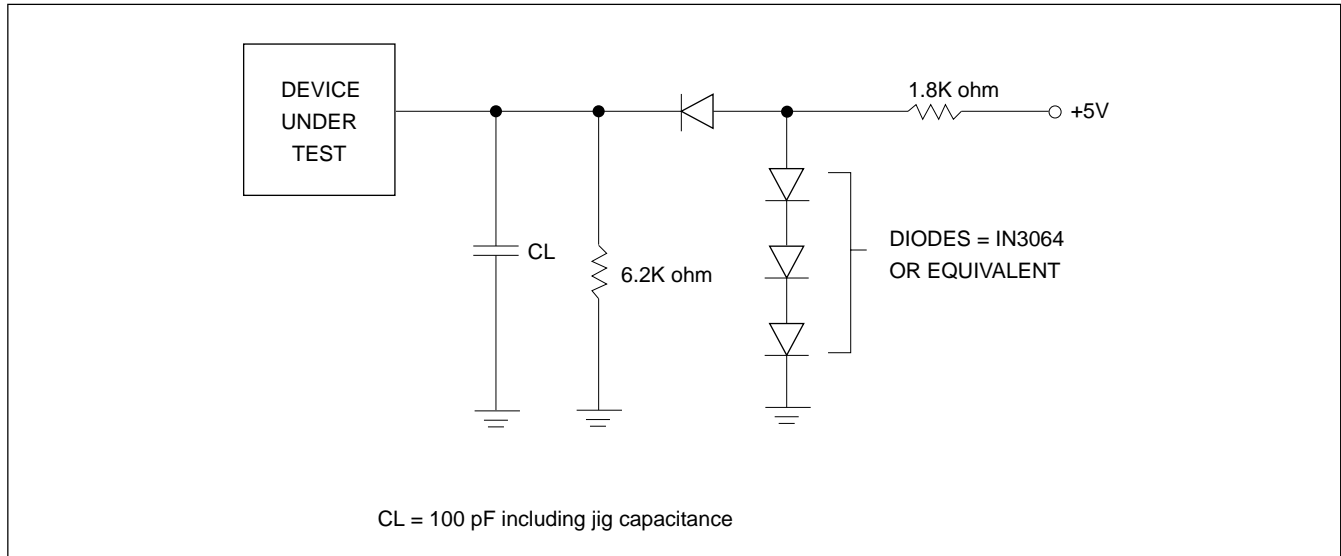 DEVICE
UNDER
TEST
1.8K ohm
+5V
CL
6.2K ohm
DIODES = IN3064
OR EQUIVALENT
CL = 100 pF including jig capacitance